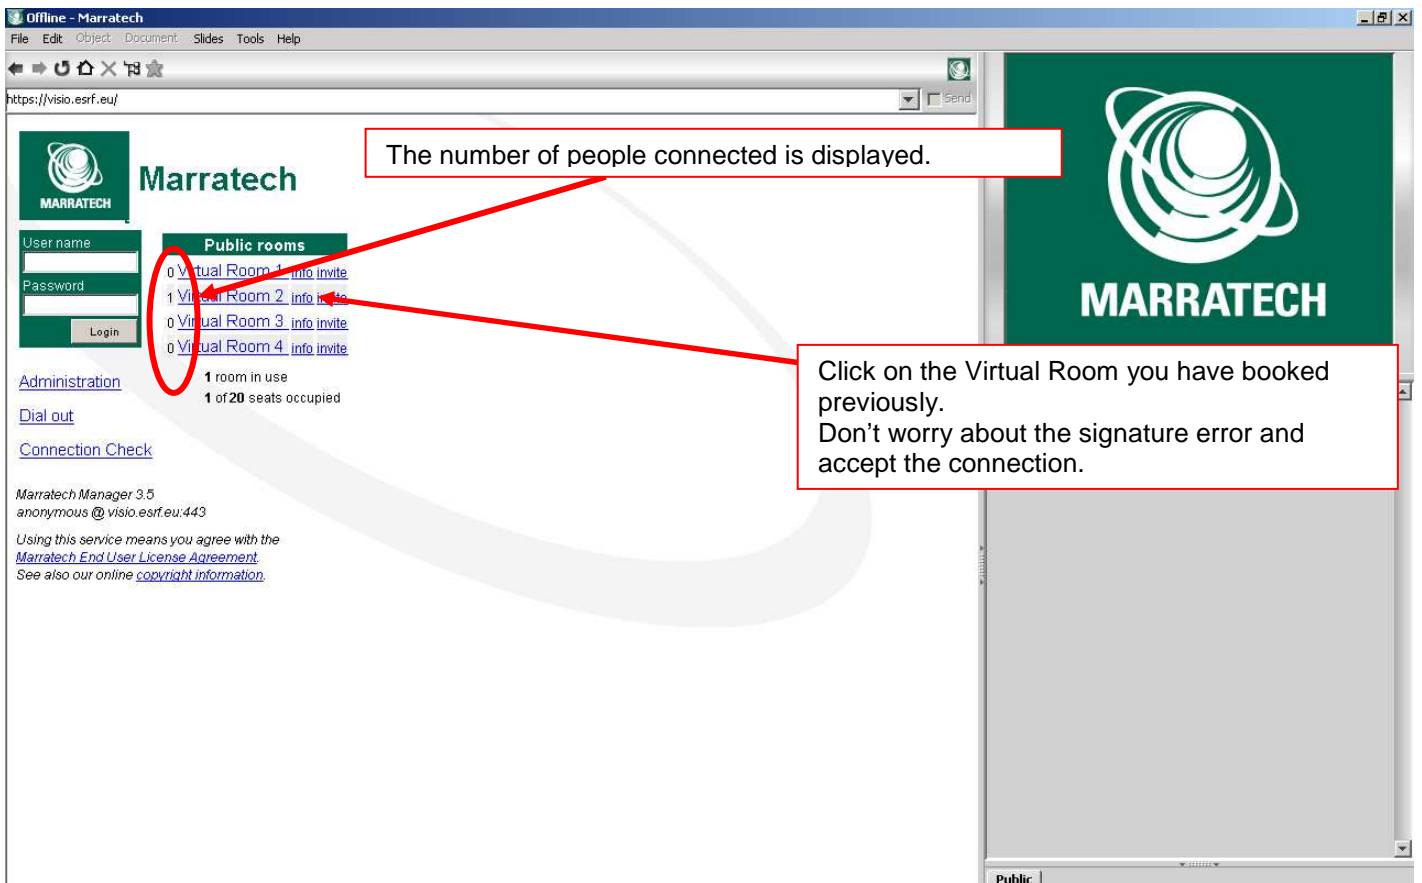 Offline - Marratech
File Edit Object Document Slides Tools Help
https://visio.esrf.eu/
Send
The number of people connected is displayed.
MARRATECH
Marratech
MARRATECH
User name
Password
Login
Public rooms
0 Virtual Room 1 info invite
1 Virtual Room 2 info invite
0 Virtual Room 3 info invite
0 Virtual Room 4 info invite
1 room in use
1 of 20 seats occupied
Administration
Dial out
Connection Check
Click on the Virtual Room you have booked
previously.
Don't worry about the signature error and
accept the connection.
Marratech Manager 3.5
anonymous @ visio.esrf.eu:443
Using this service means you agree with the
Marratech End User License Agreement.
See also our online copyright information.
Public